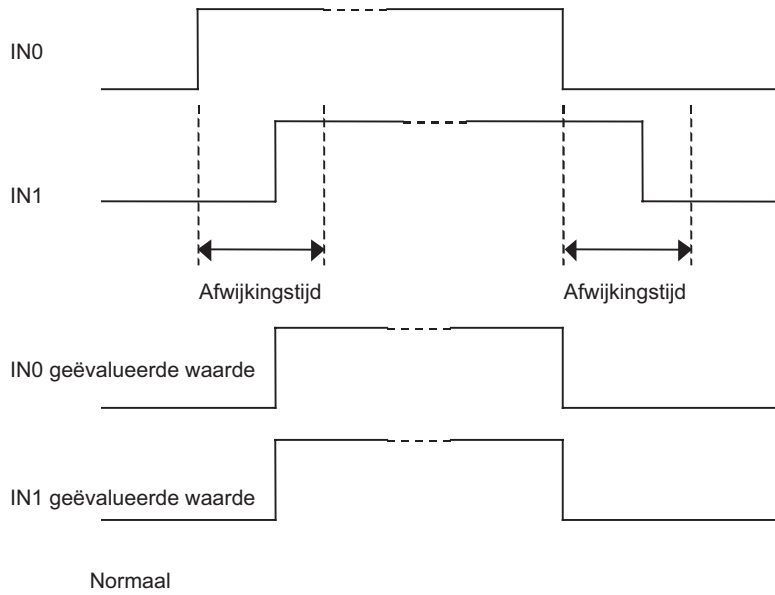 IN0
IN1
Afwijkingstijd Afwijkingstijd
IN0 geëvalueerde waarde
IN1 geëvalueerde waarde
Normaal